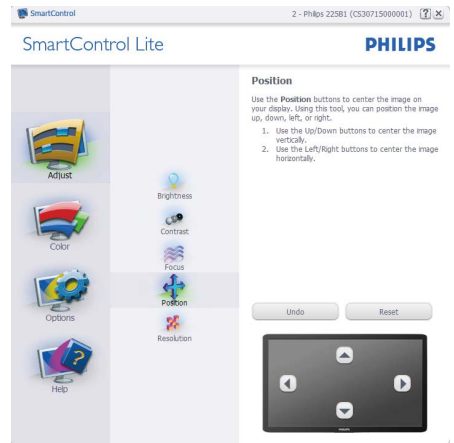 SmartControl
2 - Philips 225B1 (CS30715000001)
? X
SmartControl Lite
PHILIPS
Adjust
Color
Options
Help
Brightness
Contrast
Focus
Position
Resolution
Position
Use the Position buttons to center the image on
your display. Using this tool, you can position the image
up, down, left, or right.
1. Use the Up/Down buttons to center the image
vertically.
2. Use the Left/Right buttons to center the image
horizontally.
Undo
Reset
PHILIPS